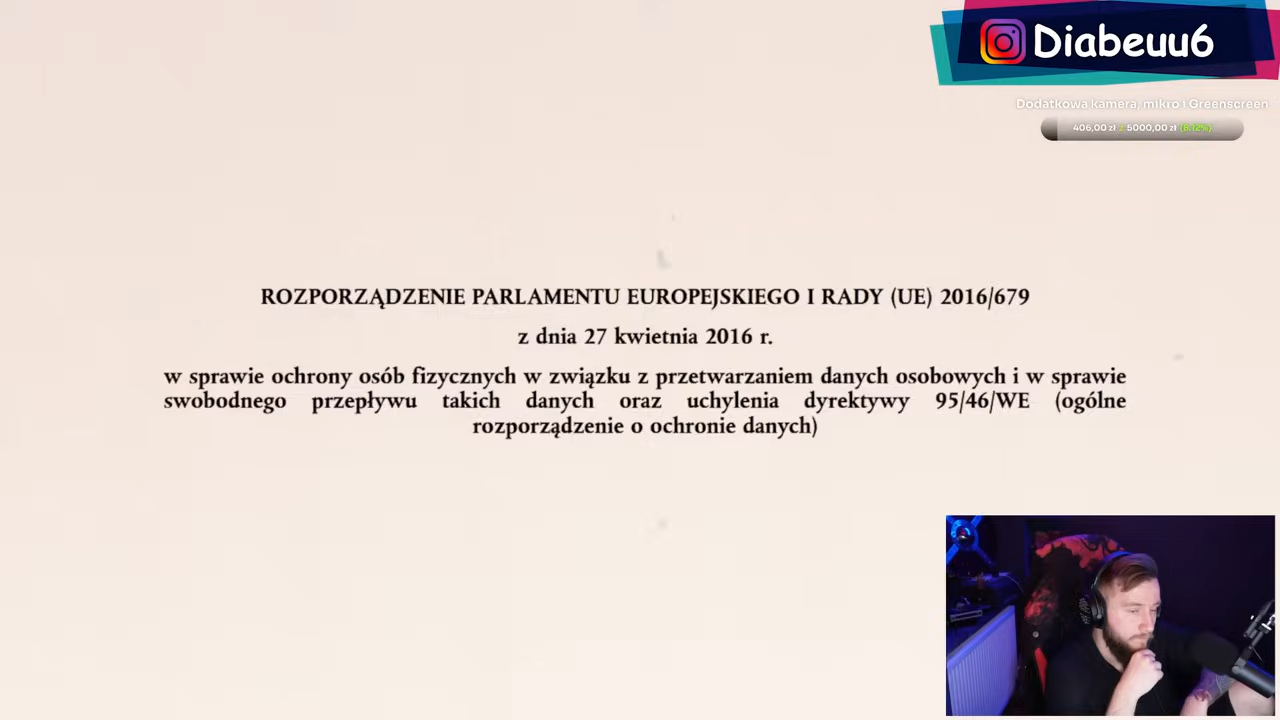 Diabeuu6
Dodatkowa kamera, mikro i Greenscreen
406,00 zł z 5000,00 zł (8.12%)
ROZPORZĄDZENIE PARLAMENTU EUROPEJSKIEGO I RADY (UE) 2016/679
z dnia 27 kwietnia 2016 r.
w sprawie ochrony osób fizycznych w związku z przetwarzaniem danych osobowych i w sprawie
swobodnego przepływu takich danych oraz uchylenia dyrektywy 95/46/WE (ogólne
rozporządzenie o ochronie danych)